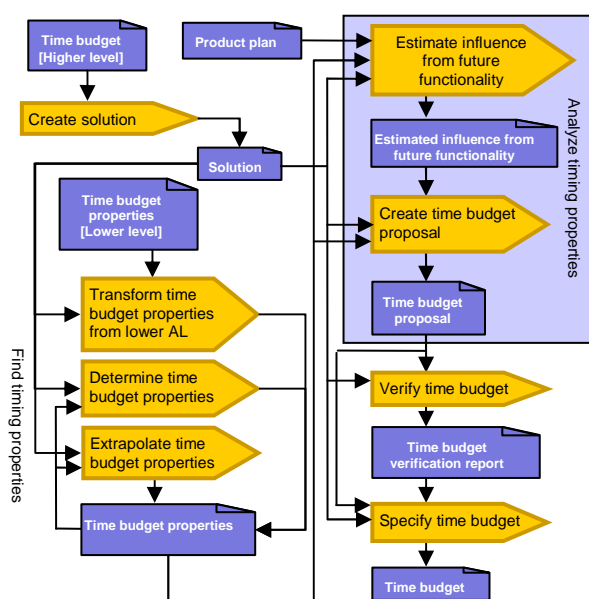 Time budget
[Higher level]
Product plan
Estimate influence
from future
functionality
Create solution
Solution
Estimated influence from
future functionality
Analyze timing properties
Time budget
properties
[Lower level]
Create time budget
proposal
Transform time
budget properties
from lower AL
Time budget
proposal
Find timing properties
Determine time
budget properties
Verify time budget
Extrapolate time
budget properties
Time budget
verification report
Time budget properties
Specify time budget
Time budget